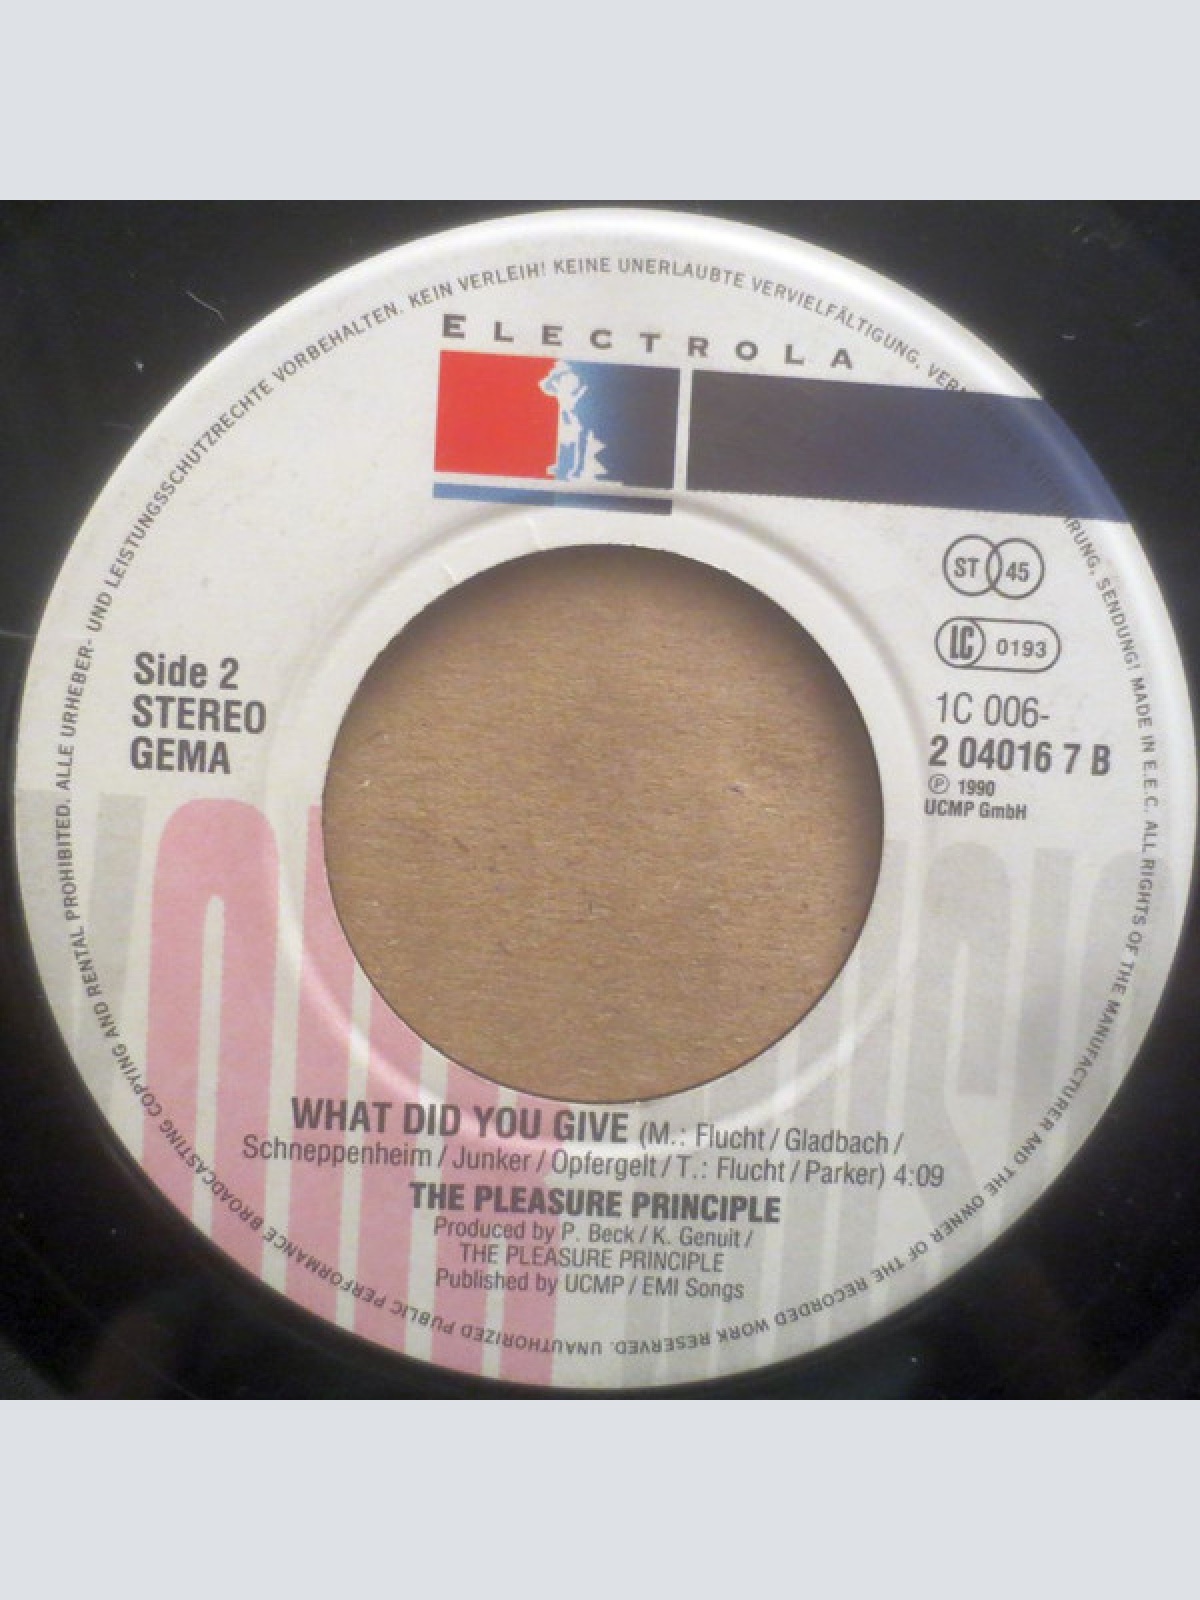 ALLE URHEBER- UND LEISTUNGSSCHUTZRECHTE VORBEHALTEN. KEIN VERLEIH! KEINE UNERLAUBTE VERVIELFÄLTIGUNG, SENDUNG! MADE IN E.E.C. ALL RIGHTS OF THE MANUFACTURER AND THE OWNER OF THE RECORDED WORK RESERVED. UNAUTHORIZED PUBLIC PERFORMANCE BROADCASTING COPYING AND RENTAL PROHIBITED.
ELECTROLA
ST 45
LC 0193
Side 2
STEREO
GEMA
1C 006-
2 04016 7 B
℗ 1990
UCMP GmbH
WHAT DID YOU GIVE (M.: Flucht / Gladbach /
Schneppenheim / Junker / Opfergelt / T.: Flucht / Parker) 4:09
THE PLEASURE PRINCIPLE
Produced by P. Beck / K. Genuit /
THE PLEASURE PRINCIPLE
Published by UCMP / EMI Songs